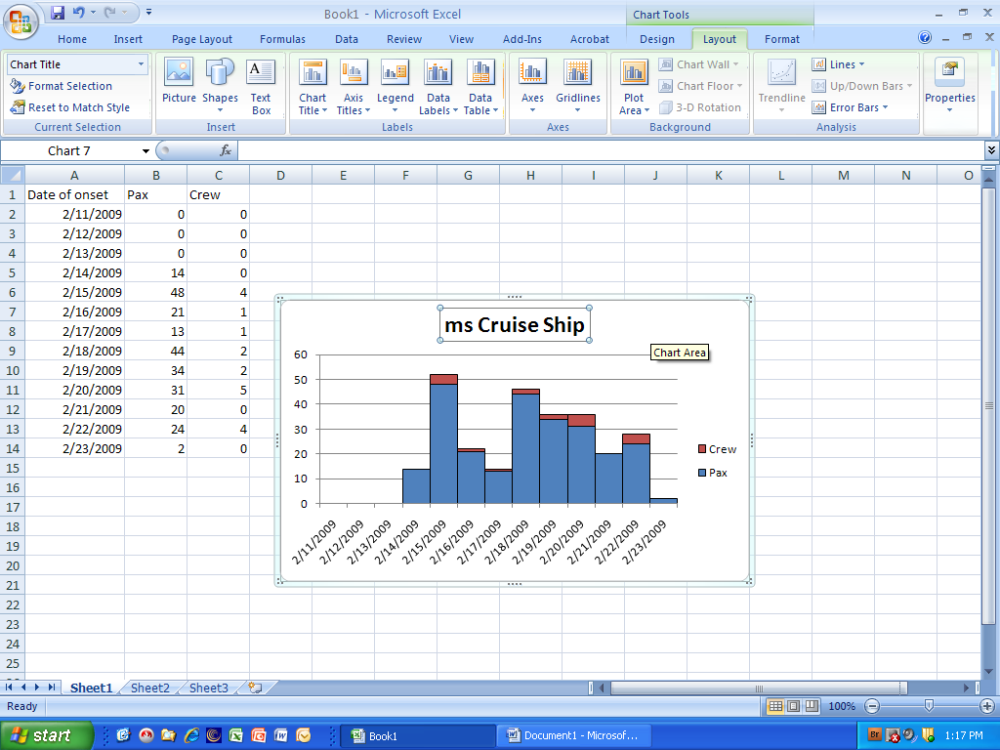 Book1 - Microsoft Excel
Chart Tools
Home Insert Page Layout Formulas Data Review View Add-Ins Acrobat Design Layout Format
Chart Title
Format Selection
Reset to Match Style
Current Selection
Picture Shapes Text Box
Insert
Chart Title Axis Titles Legend Data Labels Data Table
Labels
Axes Gridlines
Axes
Plot Area
Chart Wall
Chart Floor
3-D Rotation
Background
Trendline
Lines
Up/Down Bars
Error Bars
Analysis
Properties
Chart 7 fx
A B C D E F G H I J K L M N O
1 Date of onset Pax Crew
2 2/11/2009 0 0
3 2/12/2009 0 0
4 2/13/2009 0 0
5 2/14/2009 14 0
6 2/15/2009 48 4
7 2/16/2009 21 1
8 2/17/2009 13 1
9 2/18/2009 44 2
10 2/19/2009 34 2
11 2/20/2009 31 5
12 2/21/2009 20 0
13 2/22/2009 24 4
14 2/23/2009 2 0
15
16
17
18
19
20
21
22
23
24
25
ms Cruise Ship
Chart Area
60
50
40
30
20
10
0
2/11/2009 2/12/2009 2/13/2009 2/14/2009 2/15/2009 2/16/2009 2/17/2009 2/18/2009 2/19/2009 2/20/2009 2/21/2009 2/22/2009 2/23/2009
Crew
Pax
Sheet1 Sheet2 Sheet3
Ready 100%
start Book1 Document1 - Microsof... Br 1:17 PM